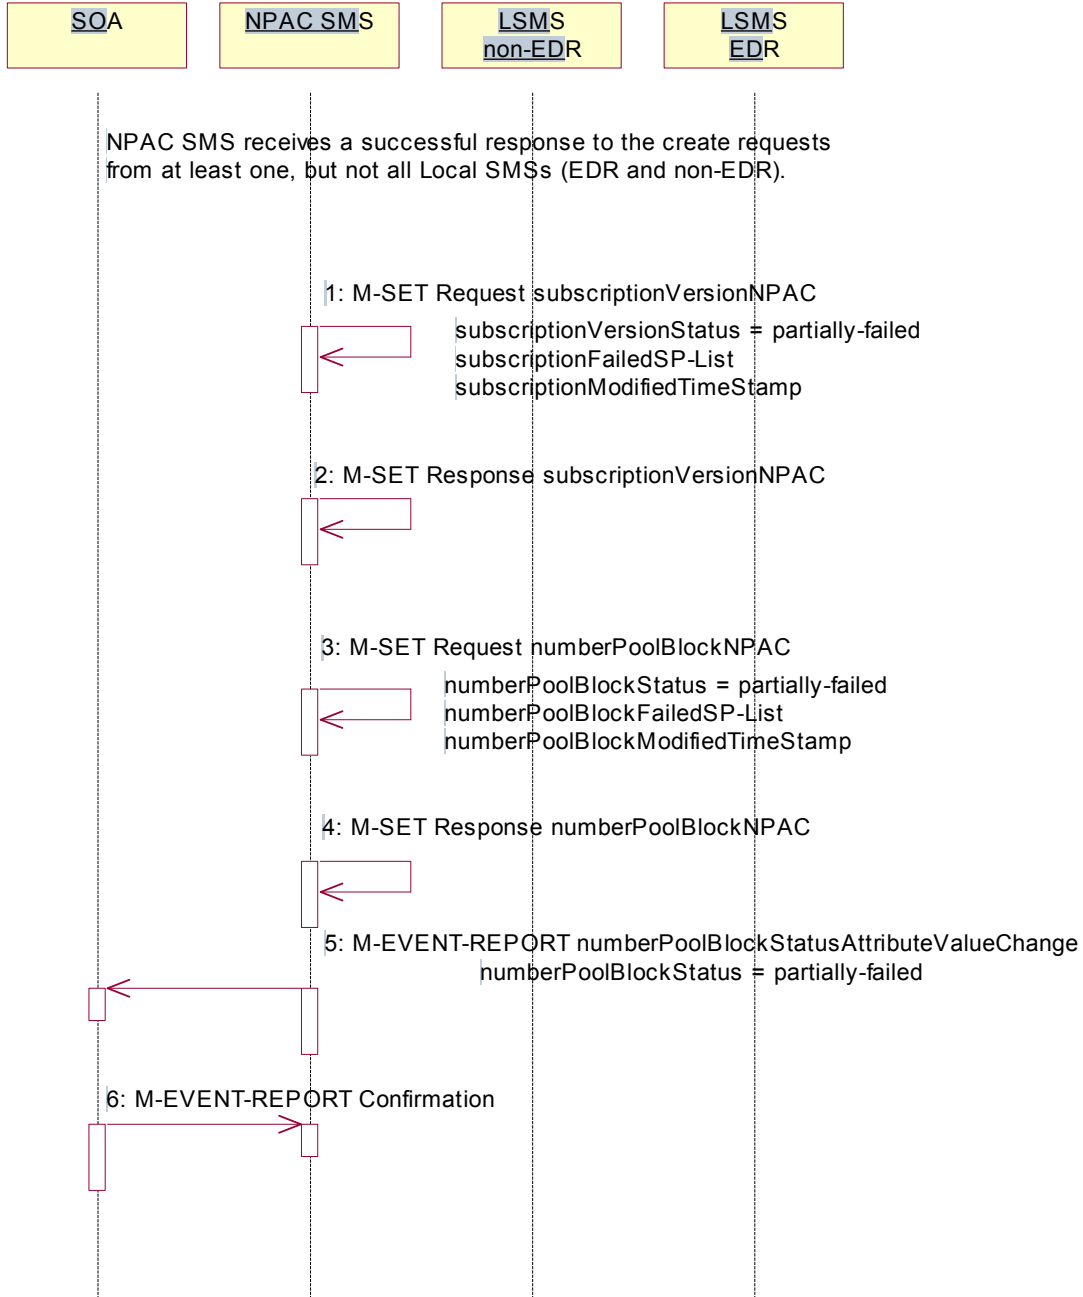 SOA
NPAC SMS
LSMS
non-EDR
LSMS
EDR
NPAC SMS receives a successful response to the create requests
from at least one, but not all Local SMSs (EDR and non-EDR).
1: M-SET Request subscriptionVersionNPAC
subscriptionVersionStatus = partially-failed
subscriptionFailedSP-List
subscriptionModifiedTimeStamp
2: M-SET Response subscriptionVersionNPAC
3: M-SET Request numberPoolBlockNPAC
numberPoolBlockStatus = partially-failed
numberPoolBlockFailedSP-List
numberPoolBlockModifiedTimeStamp
4: M-SET Response numberPoolBlockNPAC
5: M-EVENT-REPORT numberPoolBlockStatusAttributeValueChange
numberPoolBlockStatus = partially-failed
6: M-EVENT-REPORT Confirmation